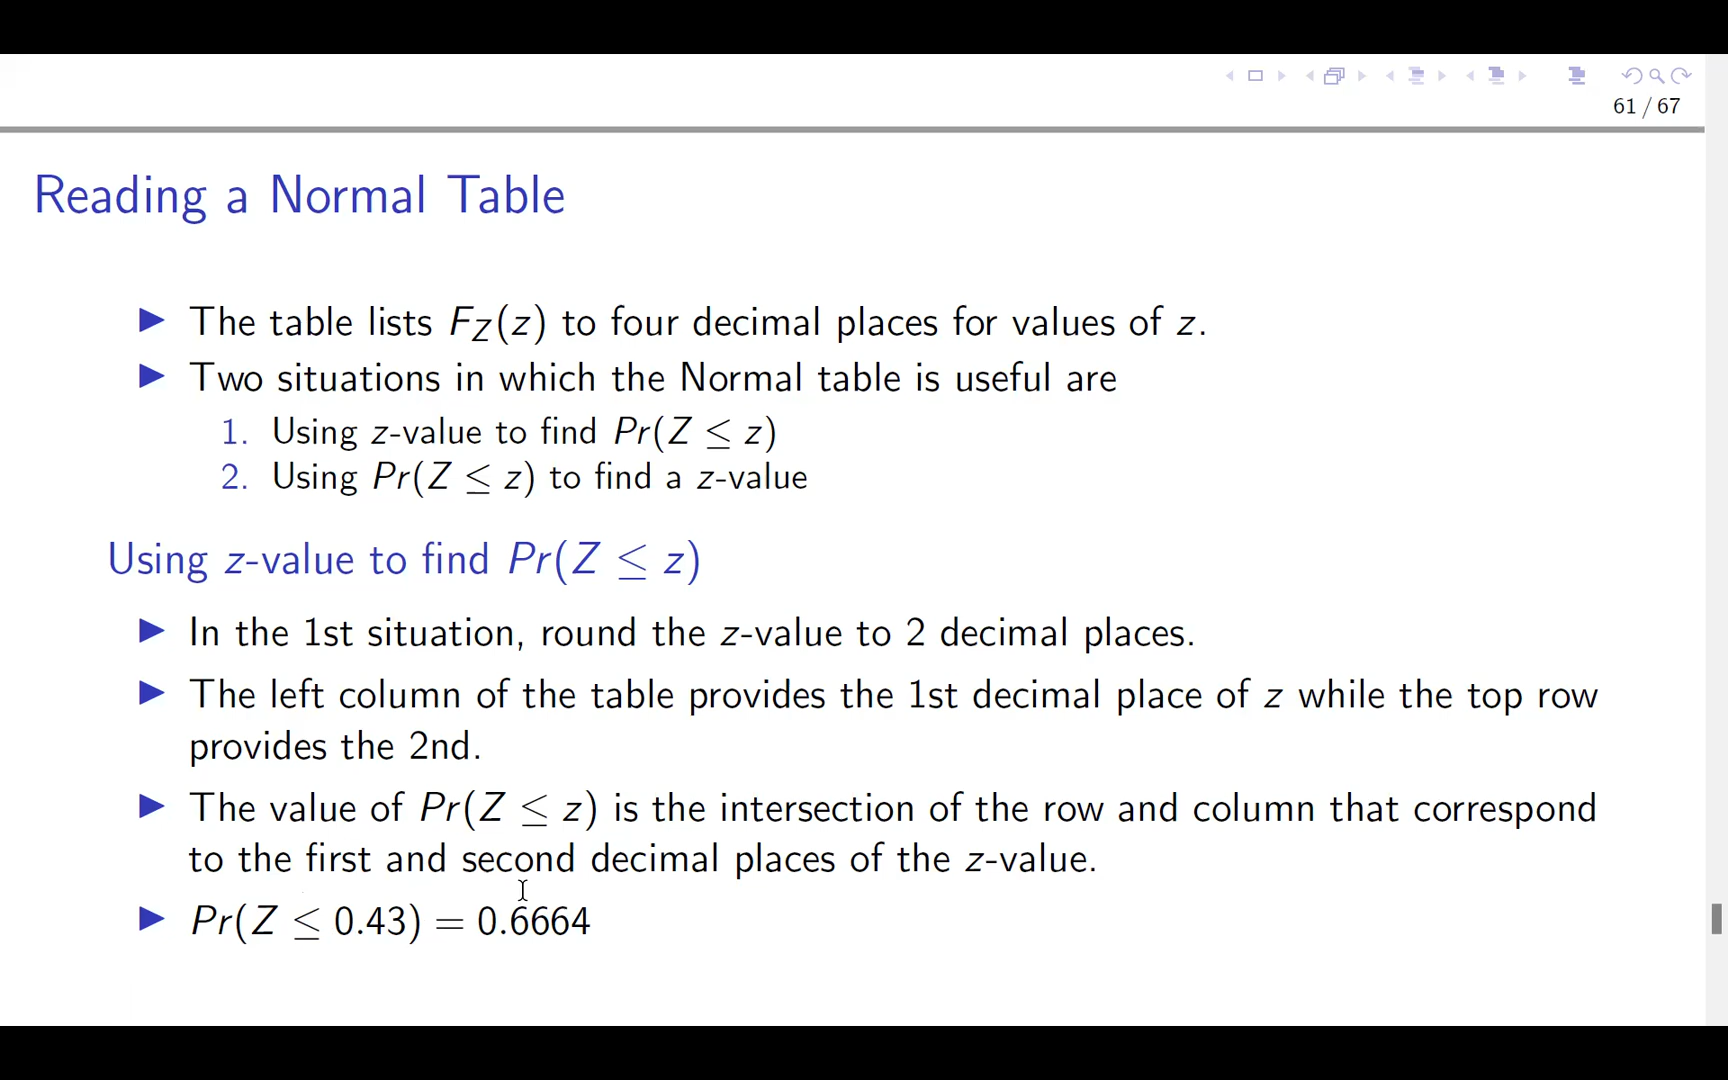 61 / 67
Reading a Normal Table
The table lists F_Z(z) to four decimal places for values of z.
Two situations in which the Normal table is useful are
1. Using z-value to find Pr(Z ≤ z)
2. Using Pr(Z ≤ z) to find a z-value
Using z-value to find Pr(Z ≤ z)
In the 1st situation, round the z-value to 2 decimal places.
The left column of the table provides the 1st decimal place of z while the top row
provides the 2nd.
The value of Pr(Z ≤ z) is the intersection of the row and column that correspond
to the first and second decimal places of the z-value.
Pr(Z ≤ 0.43) = 0.6664